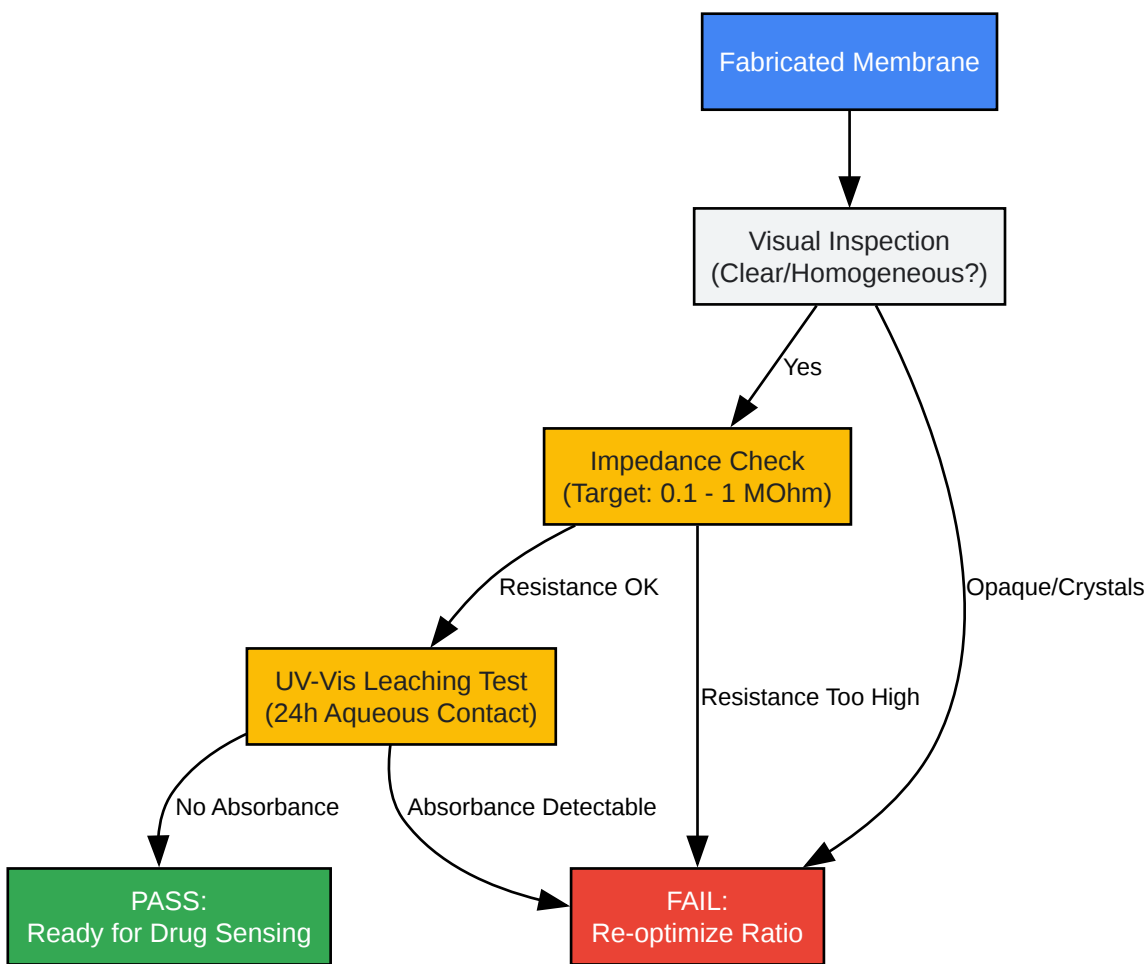 Fabricated Membrane
Visual Inspection
(Clear/Homogeneous?)
Yes
Impedance Check
(Target: 0.1 - 1 MOhm)
Resistance OK
Opaque/Crystals
UV-Vis Leaching Test
(24h Aqueous Contact)
Resistance Too High
No Absorbance
Absorbance Detectable
PASS:
Ready for Drug Sensing
FAIL:
Re-optimize Ratio